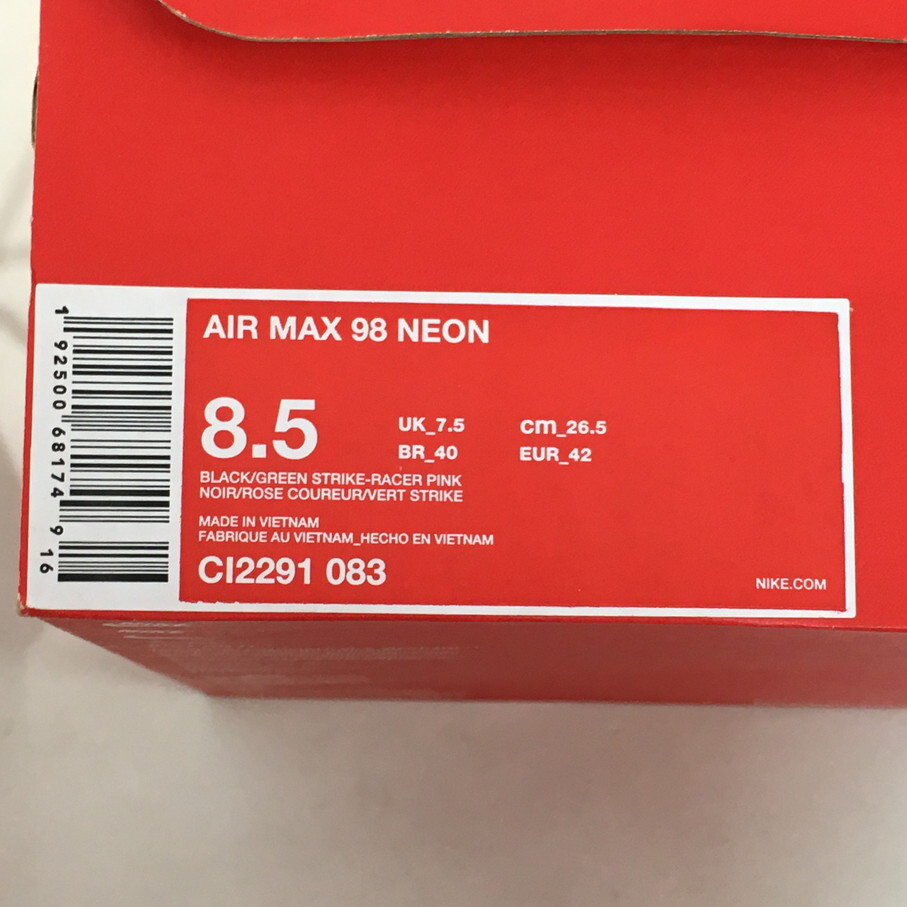 AIR MAX 98 NEON
8.5
UK_7.5 cm_26.5
BR_40 EUR_42
BLACK/GREEN STRIKE-RACER PINK
NOIR/ROSE COUREUR/VERT STRIKE
MADE IN VIETNAM
FABRIQUE AU VIETNAM_HECHO EN VIETNAM
CI2291 083
NIKE.COM
1 92500 68174 9 16